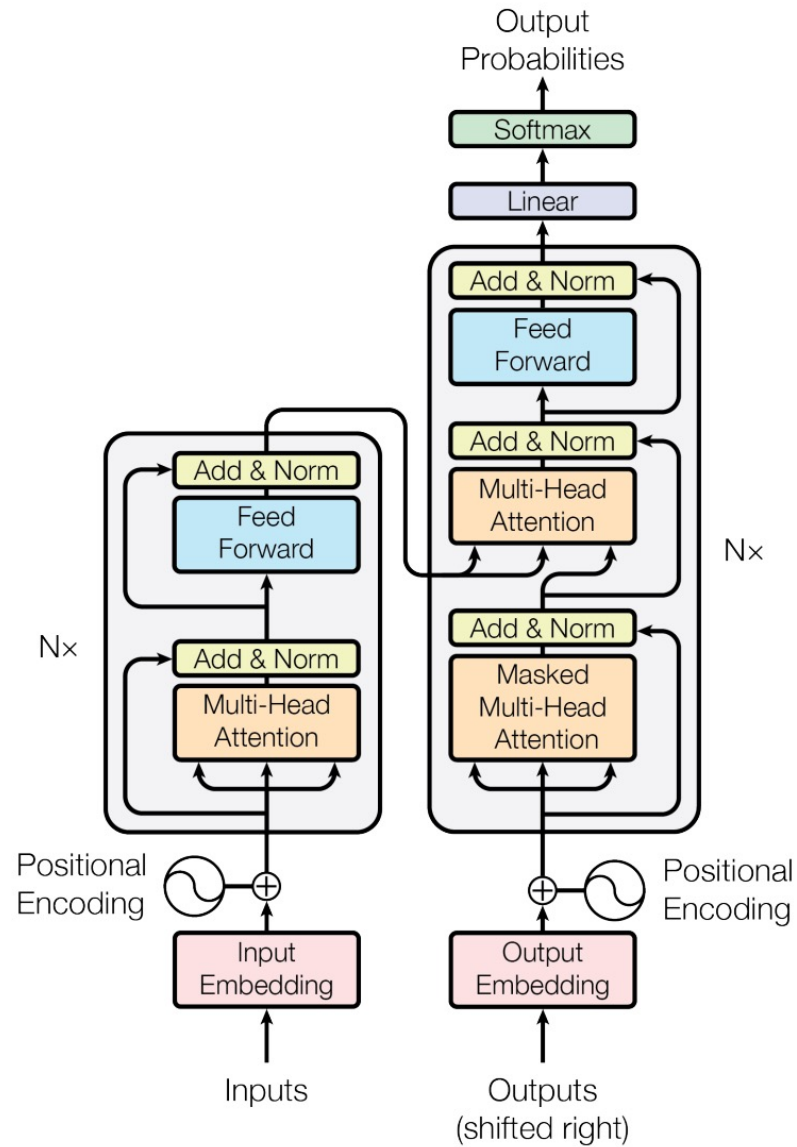 Output
Probabilities
Softmax
Linear
Add & Norm
Feed
Forward
Add & Norm
Multi-Head
Attention
Nx
Add & Norm
Masked
Multi-Head
Attention
Add & Norm
Feed
Forward
Nx
Add & Norm
Multi-Head
Attention
Positional
Encoding
Positional
Encoding
Input
Embedding
Output
Embedding
Inputs
Outputs
(shifted right)